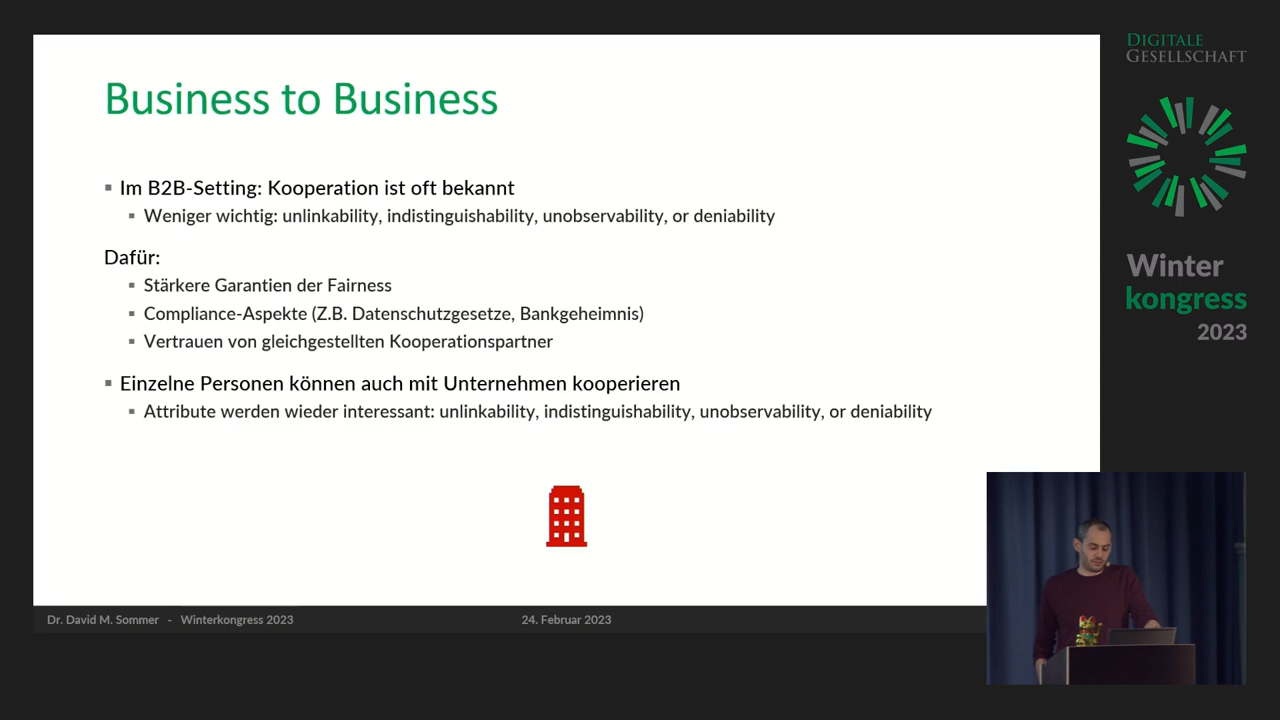 Business to Business
Im B2B-Setting: Kooperation ist oft bekannt
Weniger wichtig: unlinkability, indistinguishability, unobservability, or deniability
Dafür:
Stärkere Garantien der Fairness
Compliance-Aspekte (Z.B. Datenschutzgesetze, Bankgeheimnis)
Vertrauen von gleichgestellten Kooperationspartner
Einzelne Personen können auch mit Unternehmen kooperieren
Attribute werden wieder interessant: unlinkability, indistinguishability, unobservability, or deniability
Dr. David M. Sommer - Winterkongress 2023
24. Februar 2023
DIGITALE
GESELLSCHAFT
Winter
kongress
2023